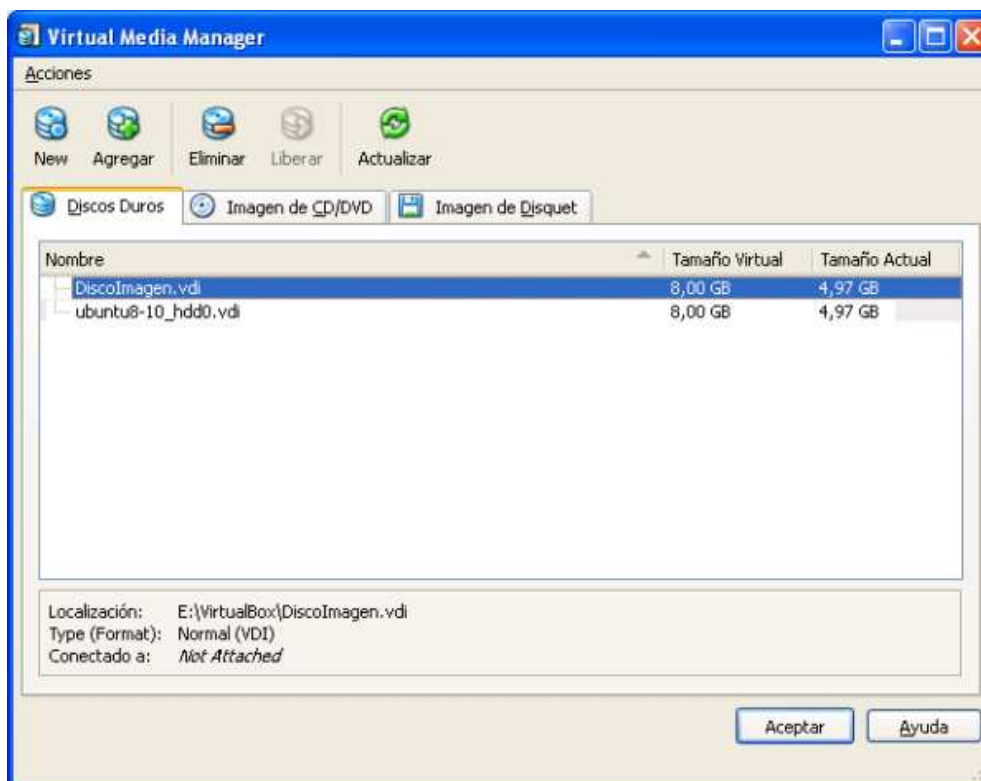 Virtual Media Manager
Acciones
New Agregar Eliminar Liberar Actualizar
Discos Duros Imagen de CD/DVD Imagen de Disquet
Nombre Tamaño Virtual Tamaño Actual
DiscoImagen.vdi 8,00 GB 4,97 GB
ubuntu8-10_hdd0.vdi 8,00 GB 4,97 GB
Localización: E:\VirtualBox\DiscoImagen.vdi
Type (Format): Normal (VDI)
Conectado a: Not Attached
Aceptar Ayuda